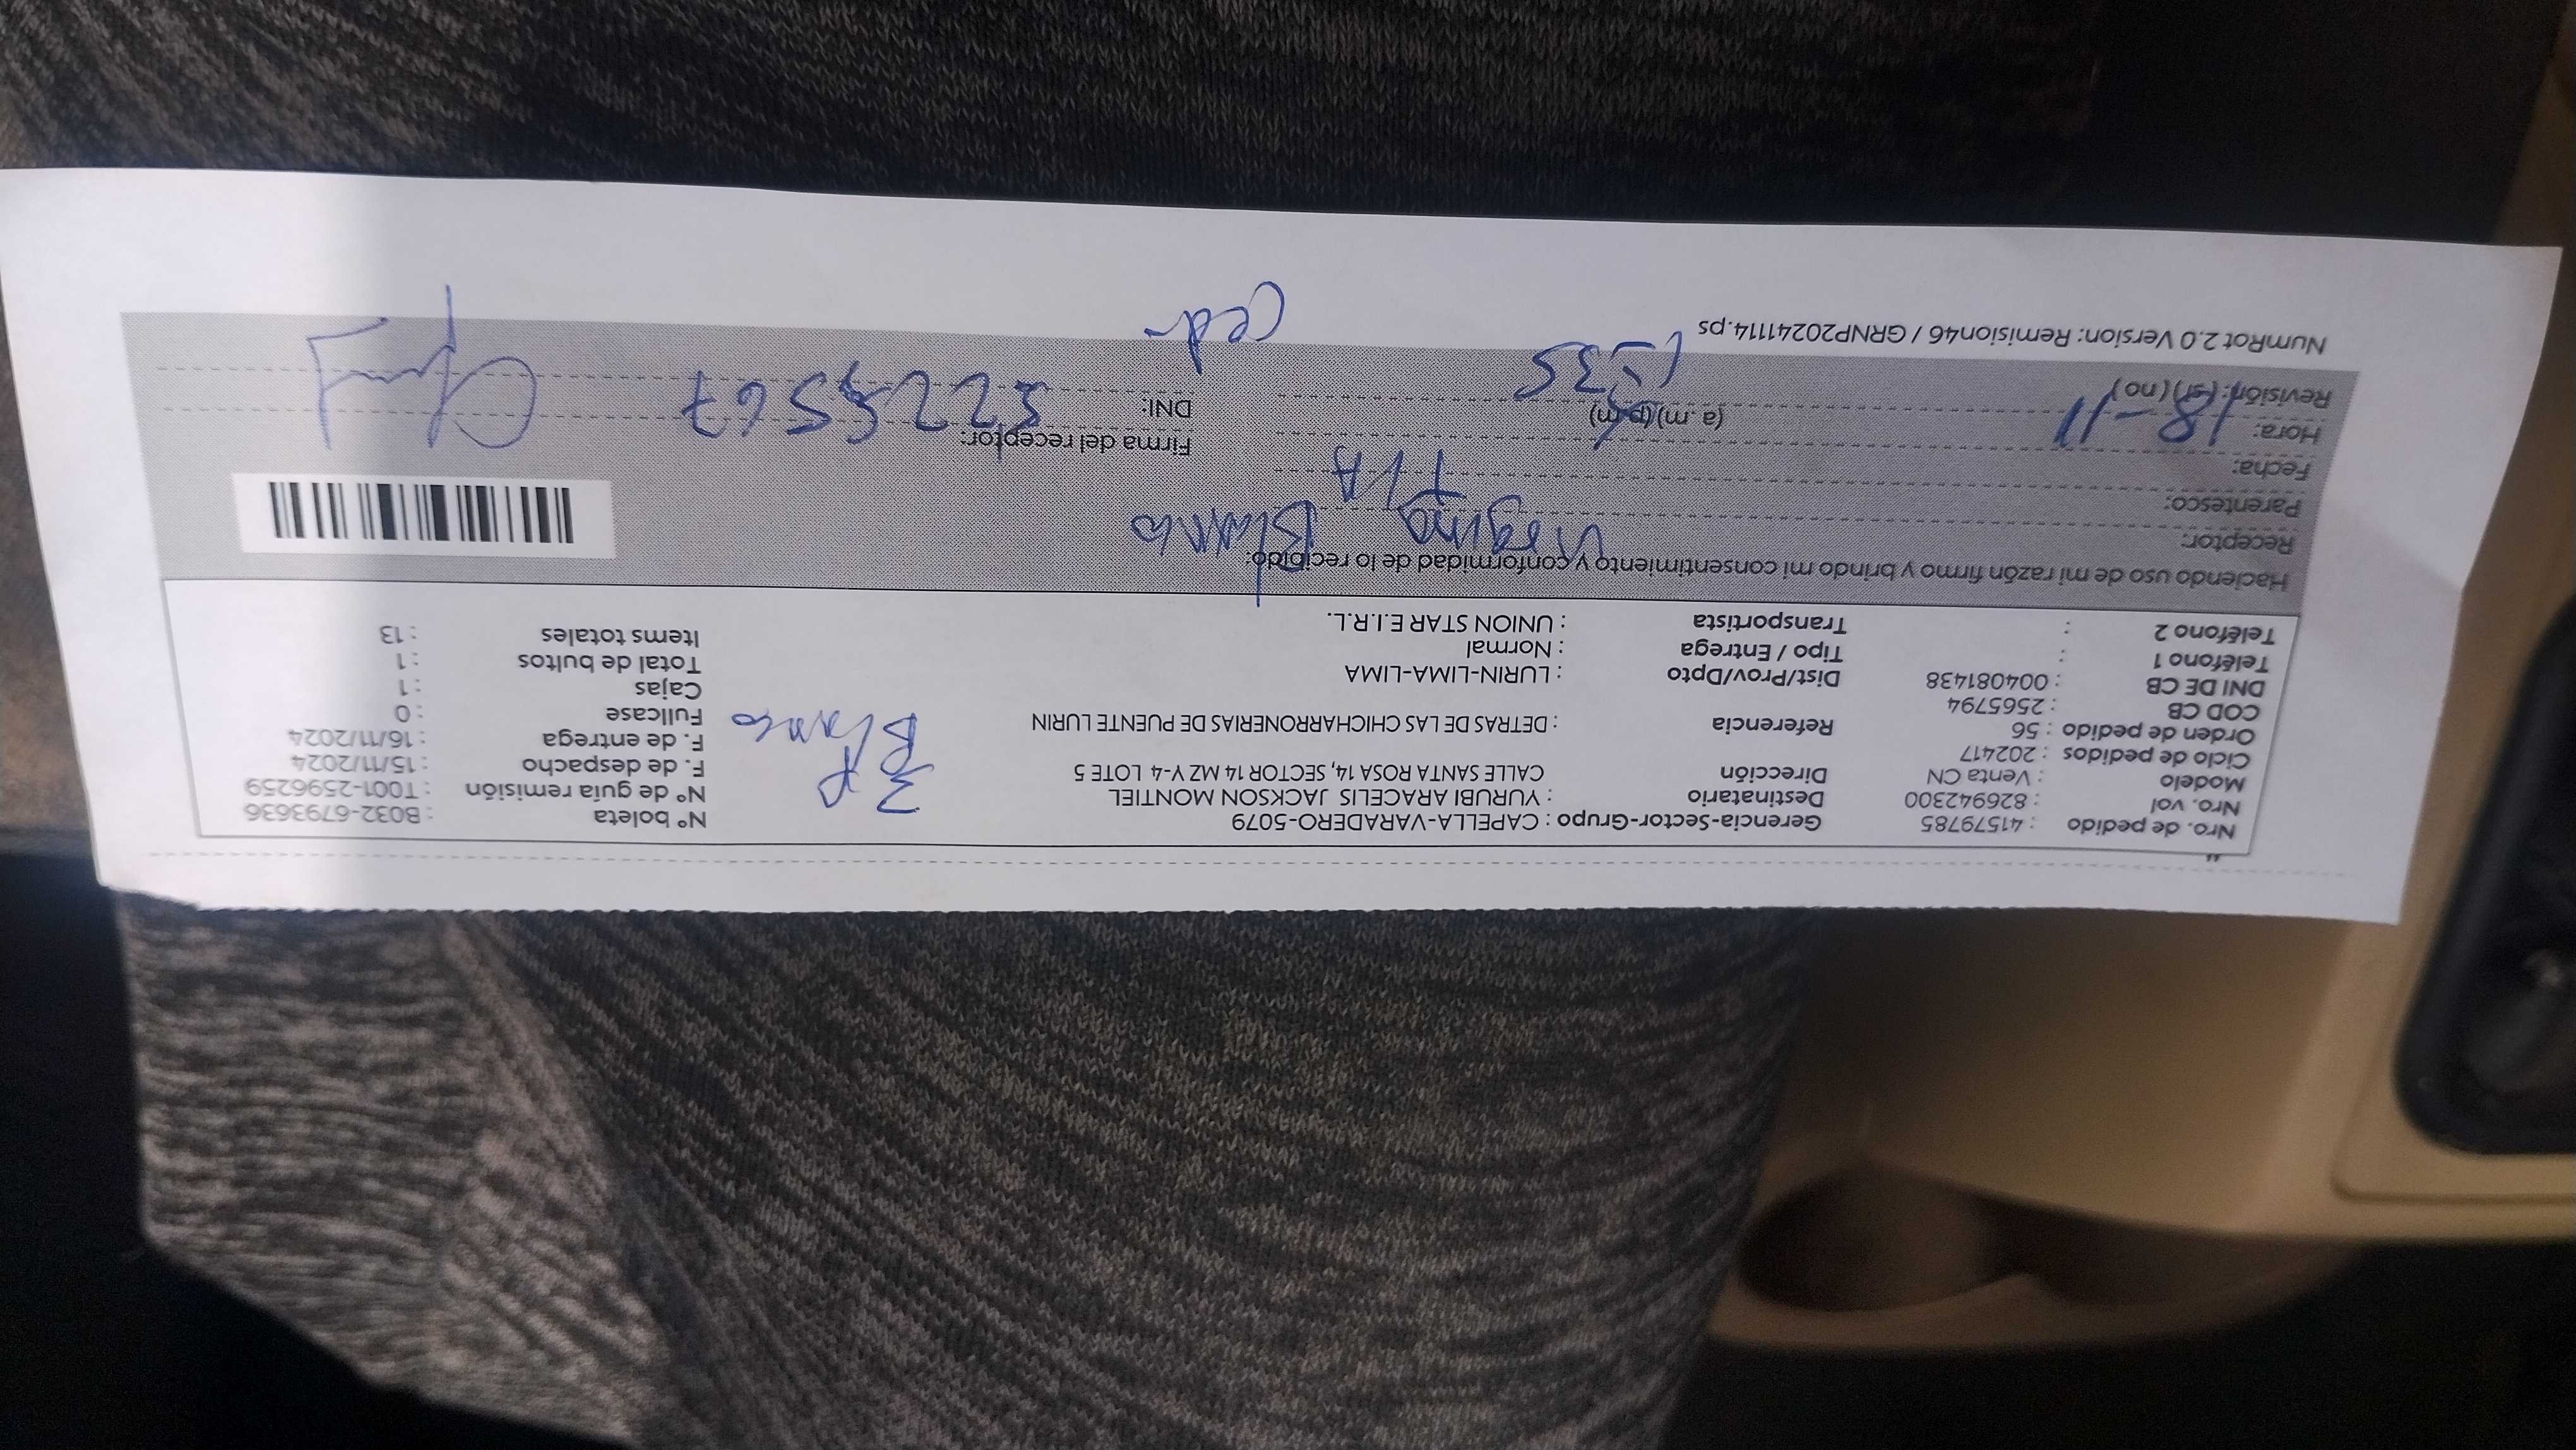 Nro. de pedido : 41579785 Gerencia-Sector-Grupo : CAPELLA-VARADERO-5079 N° boleta : B032-6793636
Nro. vol : 826942300 Destinatario : YURUBI ARACELIS JACKSON MONTIEL N° de guía remisión : T001-2596259
Modelo : Venta CN Dirección CALLE SANTA ROSA 14, SECTOR 14 MZ Y-4 LOTE 5 F. de despacho : 15/11/2024
Ciclo de pedidos : 202417 F. de entrega : 16/11/2024
Orden de pedido : 56 Referencia : DETRAS DE LAS CHICHARRONERIAS DE PUENTE LURIN Fullcase : 0
COD CB : 2565794 Cajas : 1
DNI DE CB : 004081438 Dist/Prov/Dpto : LURIN-LIMA-LIMA Total de bultos : 1
Teléfono 1 : Tipo / Entrega : Normal Items totales : 13
Teléfono 2 : Transportista : UNION STAR E.I.R.L.
3P
Blanco
Haciendo uso de mi razón firmo y brindo mi consentimiento y conformidad de lo recibido:
Receptor: Blanco
Parentesco: TIA
Fecha: 18-11
Hora: (a.m)(p.m) 1:35
Firma del receptor:
DNI:
Revisión: (si) (no)
Ced.
NumRot 2.0 Version: Remision46 / GRNP20241114.ps